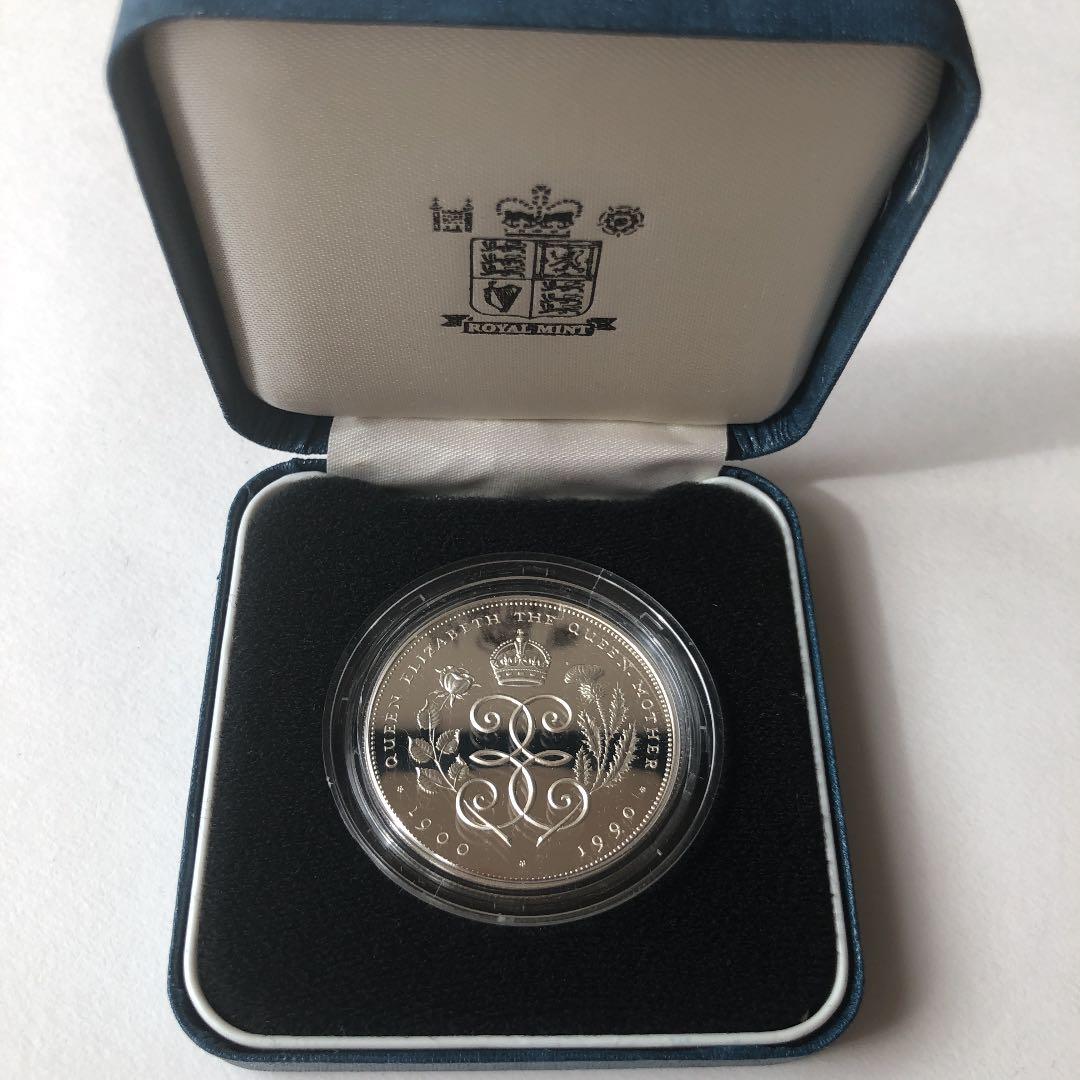 ROYAL MINT
QUEEN ELIZABETH THE QUEEN MOTHER
* 1900 * 1990 *